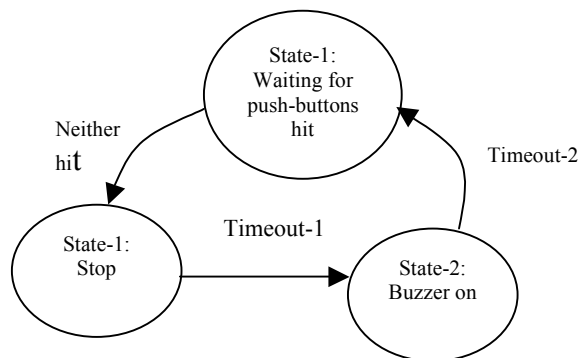 State-1:
Waiting for
push-buttons
hit
Neither
hit
Timeout-2
Timeout-1
State-1:
Stop
State-2:
Buzzer on